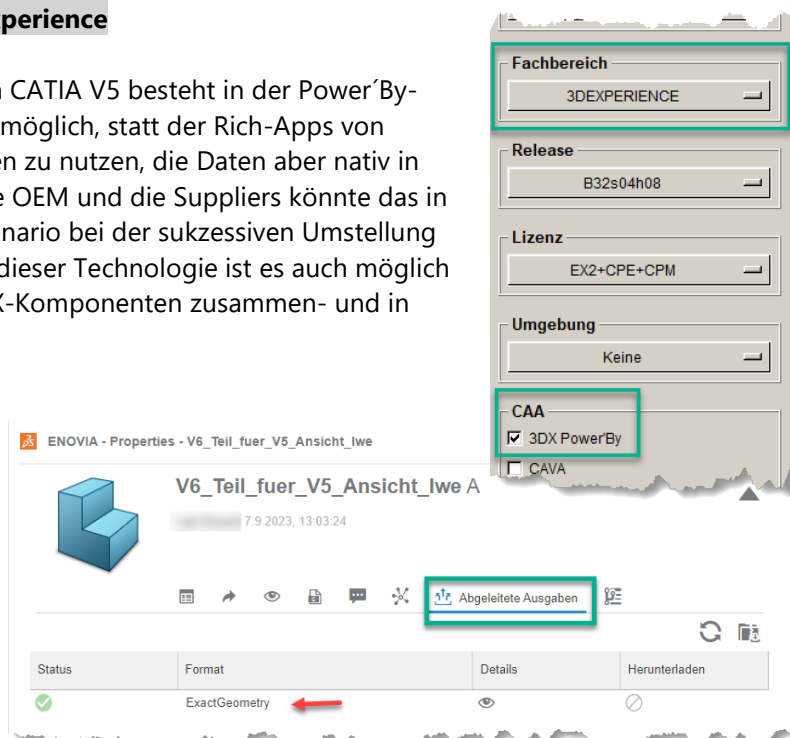 perience
CATIA V5 besteht in der Power´By-
möglich, statt der Rich-Apps von
en zu nutzen, die Daten aber nativ in
e OEM und die Suppliers könnte das in
nario bei der sukzessiven Umstellung
dieser Technologie ist es auch möglich
X-Komponenten zusammen- und in
Fachbereich
3DEXPERIENCE
Release
B32s04h08
Lizenz
EX2+CPE+CPM
Umgebung
Keine
CAA
3DX Power'By
CAVA
ENOVIA - Properties - V6_Teil_fuer_V5_Ansicht_lwe
V6_Teil_fuer_V5_Ansicht_lwe A
7.9.2023, 13:03:24
Abgeleitete Ausgaben
Status Format Details Herunterladen
ExactGeometry